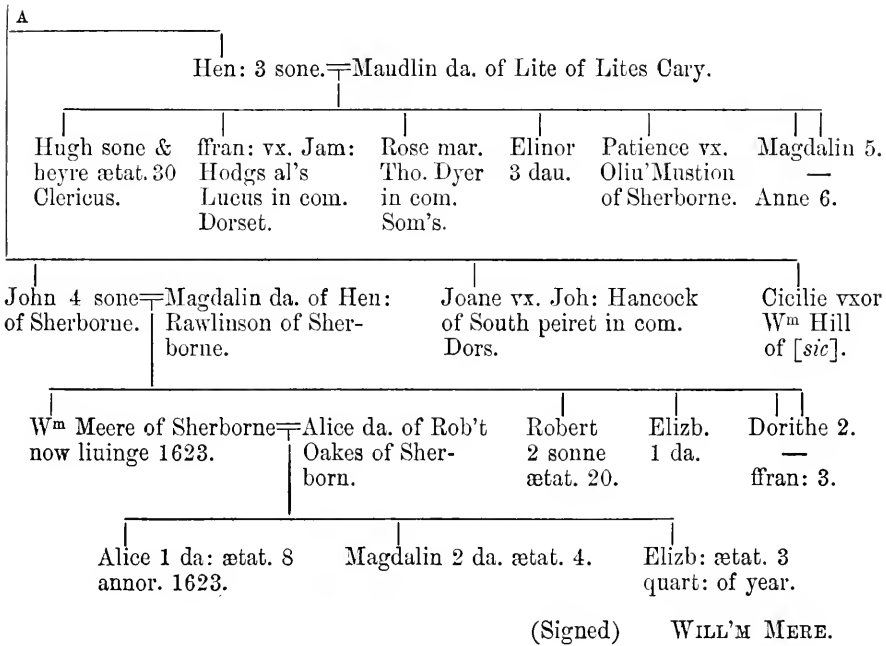 A
Hen: 3 sone.=Maudlin da. of Lite of Lites Cary.
Hugh sone &
heyre ætat. 30
Clericus.
ffran: vx. Jam:
Hodgs al's
Lucus in com.
Dorset.
Rose mar.
Tho. Dyer
in com.
Som's.
Elinor
3 dau.
Patience vx.
Oliu' Mustion
of Sherborne.
Magdalin 5.
—
Anne 6.
John 4 sone=Magdalin da. of Hen:
of Sherborne. Rawlinson of Sher-
borne.
Joane vx. Joh: Hancock
of South peiret in com.
Dors.
Cicilie vxor
Wᵐ Hill
of [sic].
Wᵐ Meere of Sherborne=Alice da. of Rob't
now liuinge 1623. Oakes of Sher-
born.
Robert
2 sonne
ætat. 20.
Elizb.
1 da.
Dorithe 2.
—
ffran: 3.
Alice 1 da: ætat. 8
annor. 1623.
Magdalin 2 da. ætat. 4.
Elizb: ætat. 3
quart: of year.
(Signed) WILL'M MERE.